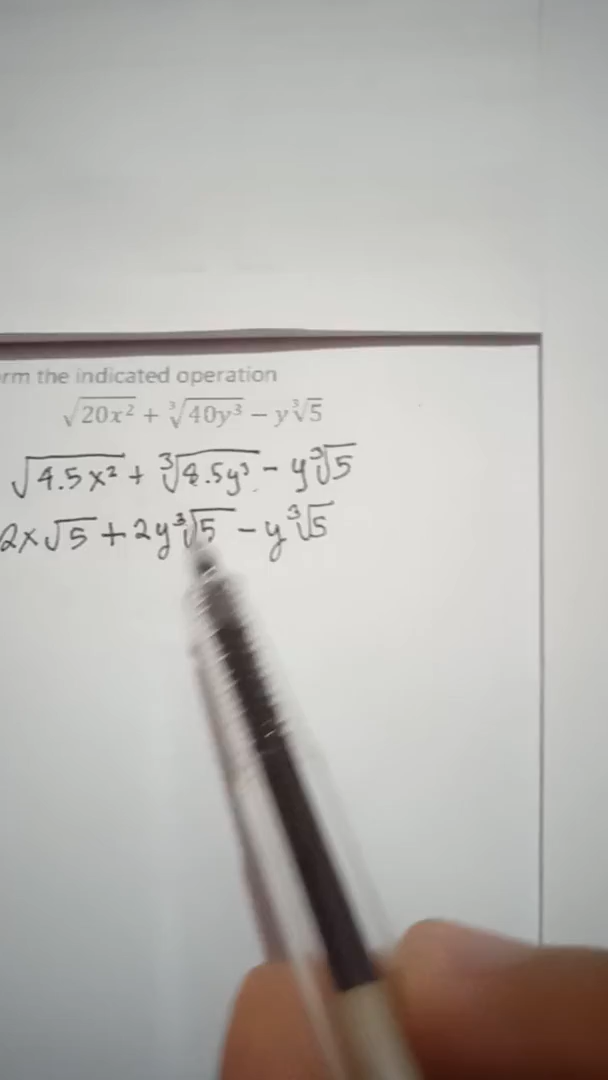 rm the indicated operation
√20x² + ∛40y³ − y∛5
√4.5x² + ∛8.5y³ − y∛5
2x√5 + 2y∛5 − y∛5